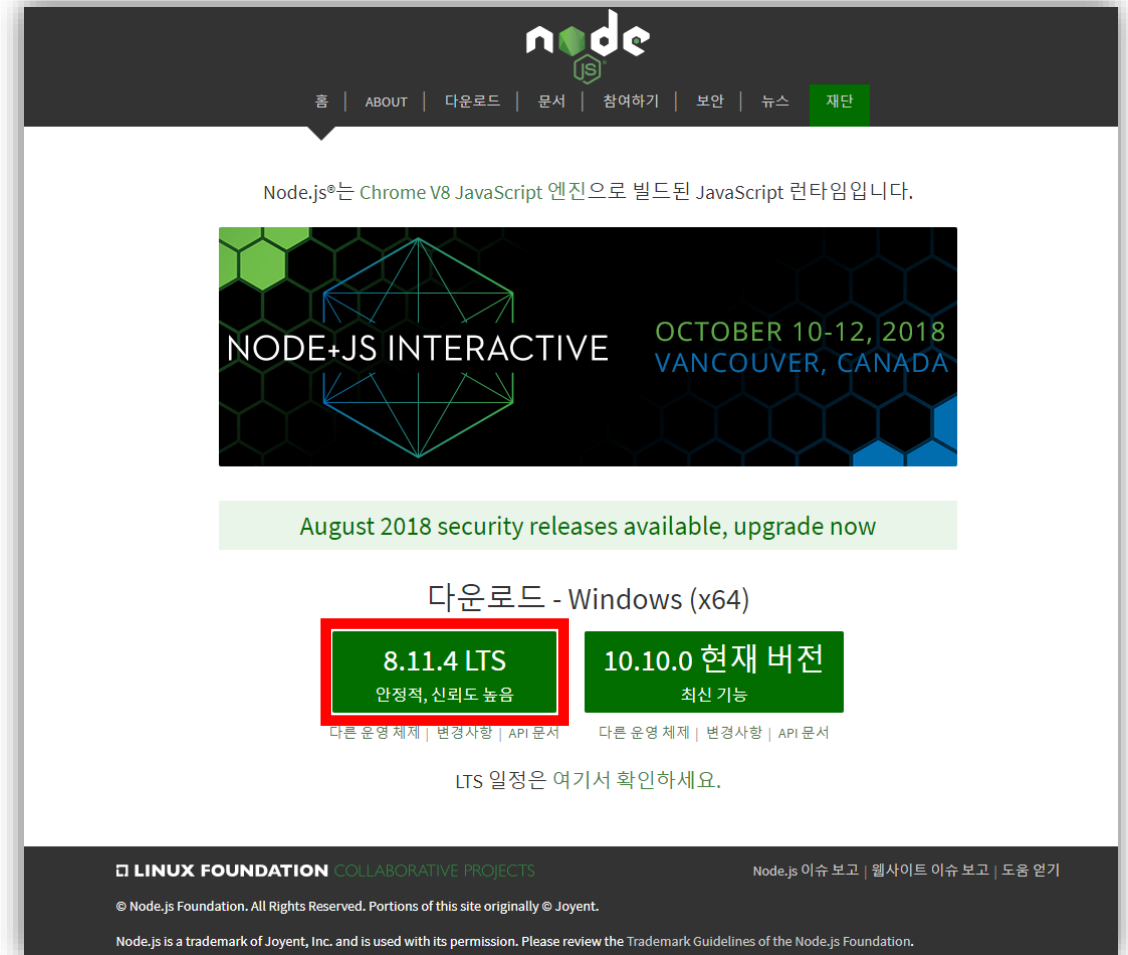 node
JS
홈 | ABOUT | 다운로드 | 문서 | 참여하기 | 보안 | 뉴스 재단
Node.js®는 Chrome V8 JavaScript 엔진으로 빌드된 JavaScript 런타임입니다.
NODE+JS INTERACTIVE
OCTOBER 10-12, 2018
VANCOUVER, CANADA
August 2018 security releases available, upgrade now
다운로드 - Windows (x64)
8.11.4 LTS
안정적, 신뢰도 높음
10.10.0 현재 버전
최신 기능
다른 운영 체제 | 변경사항 | API 문서
다른 운영 체제 | 변경사항 | API 문서
LTS 일정은 여기서 확인하세요.
LINUX FOUNDATION COLLABORATIVE PROJECTS
Node.js 이슈 보고 | 웹사이트 이슈 보고 | 도움 얻기
© Node.js Foundation. All Rights Reserved. Portions of this site originally © Joyent.
Node.js is a trademark of Joyent, Inc. and is used with its permission. Please review the Trademark Guidelines of the Node.js Foundation.